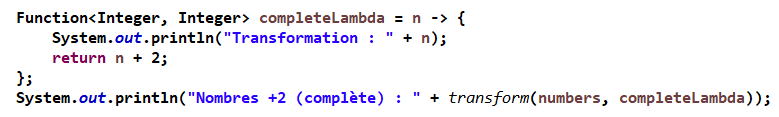 Function<Integer, Integer> completeLambda = n -> {
    System.out.println("Transformation : " + n);
    return n + 2;
};
System.out.println("Nombres +2 (complète) : " + transform(numbers, completeLambda));